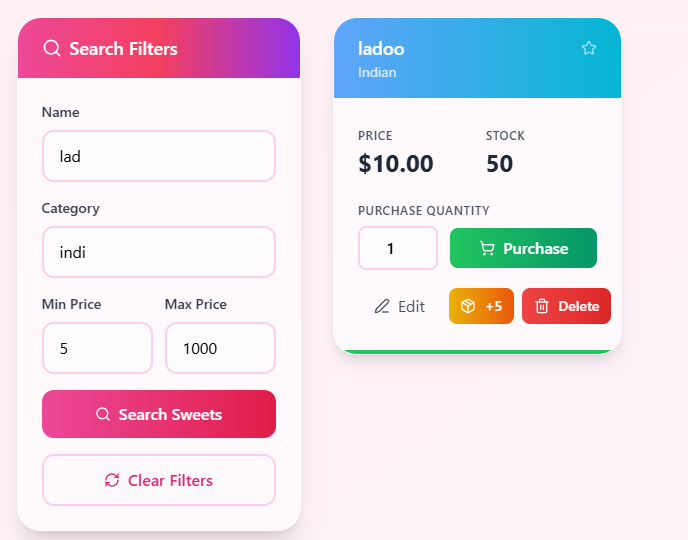 Search Filters
Name
lad
Category
indi
Min Price Max Price
5 1000
Search Sweets
Clear Filters
ladoo
Indian
PRICE STOCK
$10.00 50
PURCHASE QUANTITY
1 Purchase
Edit +5 Delete